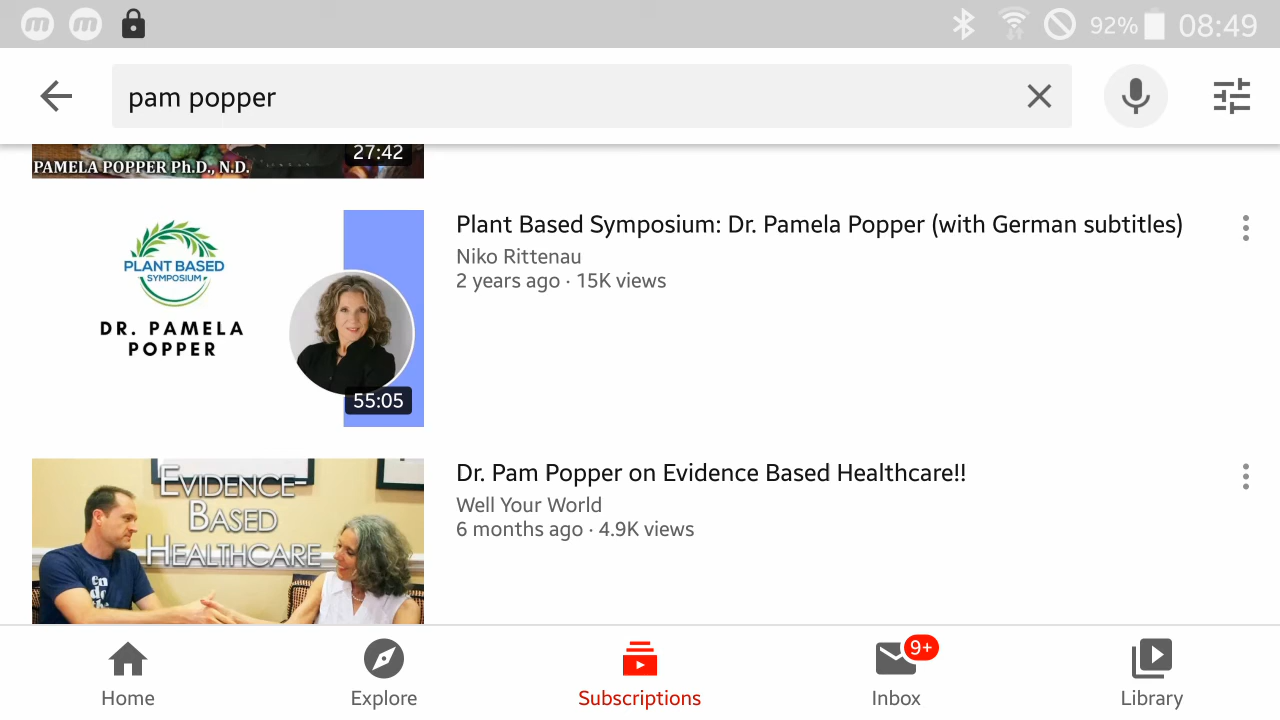 92%
08:49
pam popper
27:42
PAMELA POPPER Ph.D., N.D.
PLANT BASED
SYMPOSIUM
DR. PAMELA
POPPER
55:05
Plant Based Symposium: Dr. Pamela Popper (with German subtitles)
Niko Rittenau
2 years ago · 15K views
EVIDENCE-
BASED
HEALTHCARE
Dr. Pam Popper on Evidence Based Healthcare!!
Well Your World
6 months ago · 4.9K views
Home
Explore
Subscriptions
9+
Inbox
Library